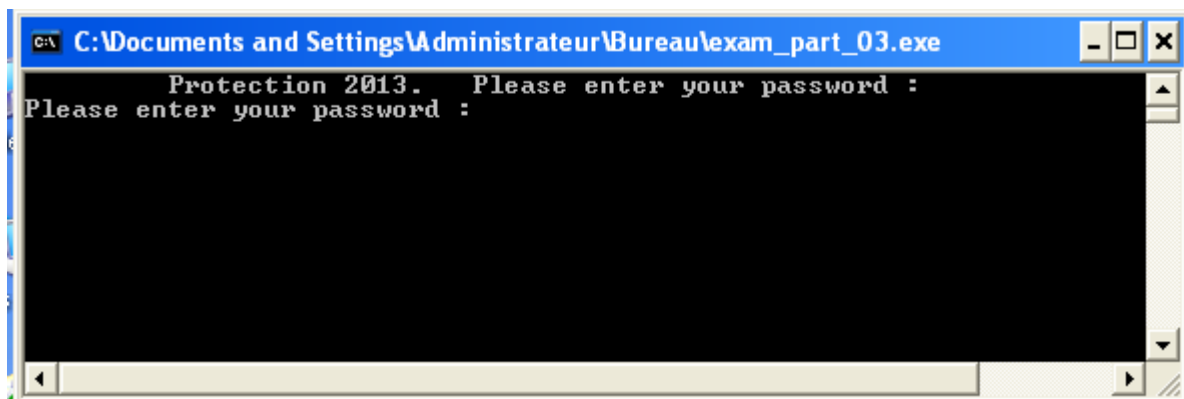 C:\Documents and Settings\Administrateur\Bureau\exam_part_03.exe
Protection 2013. Please enter your password :
Please enter your password :